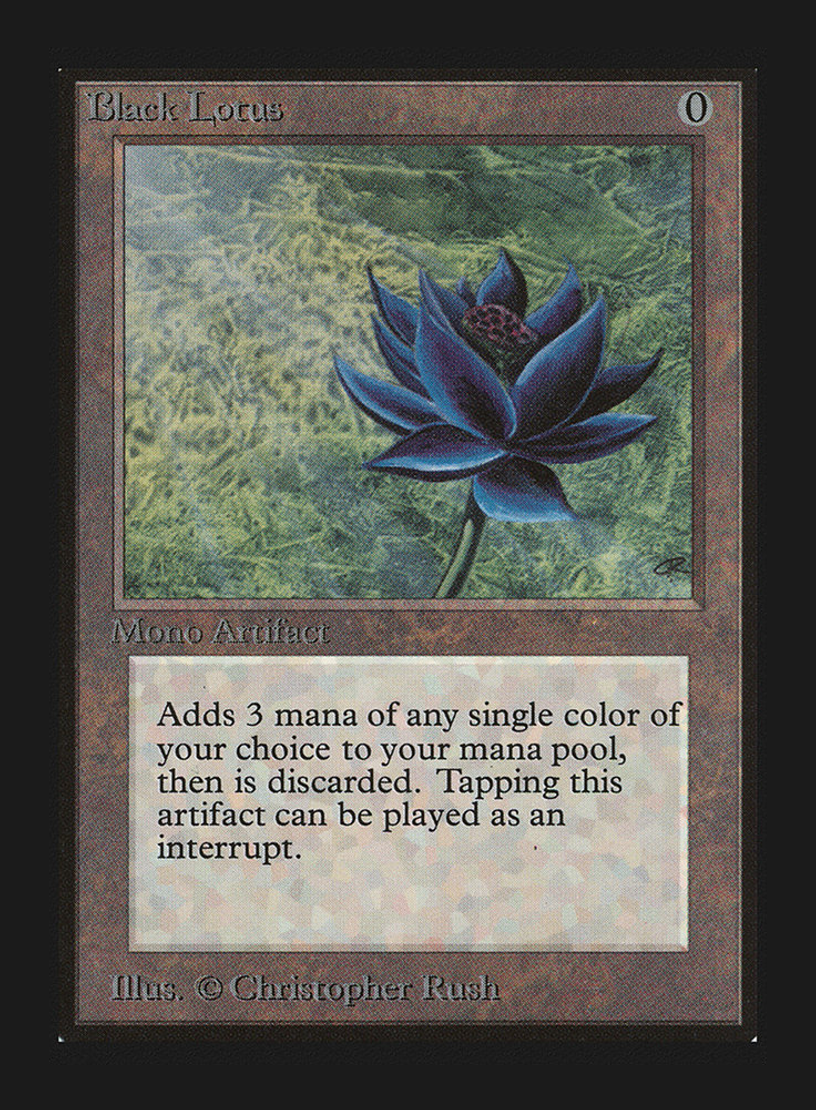 Black Lotus
0
Mono Artifact
Adds 3 mana of any single color of
your choice to your mana pool,
then is discarded. Tapping this
artifact can be played as an
interrupt.
Illus. © Christopher Rush